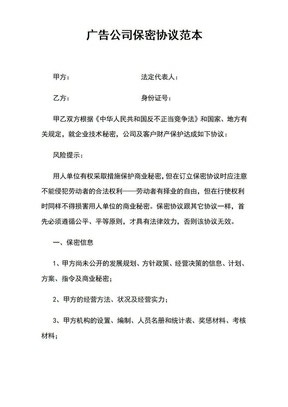 广告公司保密协议范本
甲方： 法定代表人：
乙方： 身份证号：
甲乙双方根据《中华人民共和国反不正当竞争法》和国家、地方有
关规定，就企业技术秘密，公司及客户财产保护达成如下协议：
风险提示：
用人单位有权采取措施保护商业秘密，但在订立保密协议时应注意
不能侵犯劳动者的合法权利——劳动者有择业的自由，但在行使权利
时同样不得损害用人单位的商业秘密。保密协议跟其它协议一样，首
先必须遵循公平、平等原则，才具有法律效力，否则该协议无效。
一、保密信息
1、甲方尚未公开的发展规划、方针政策、经营决策的信息、计划、
方案、指令及商业秘密；
2、甲方的经营方法、状况及经营实力；
3、甲方机构的设置、编制、人员名册和统计表、奖惩材料、考核
材料；